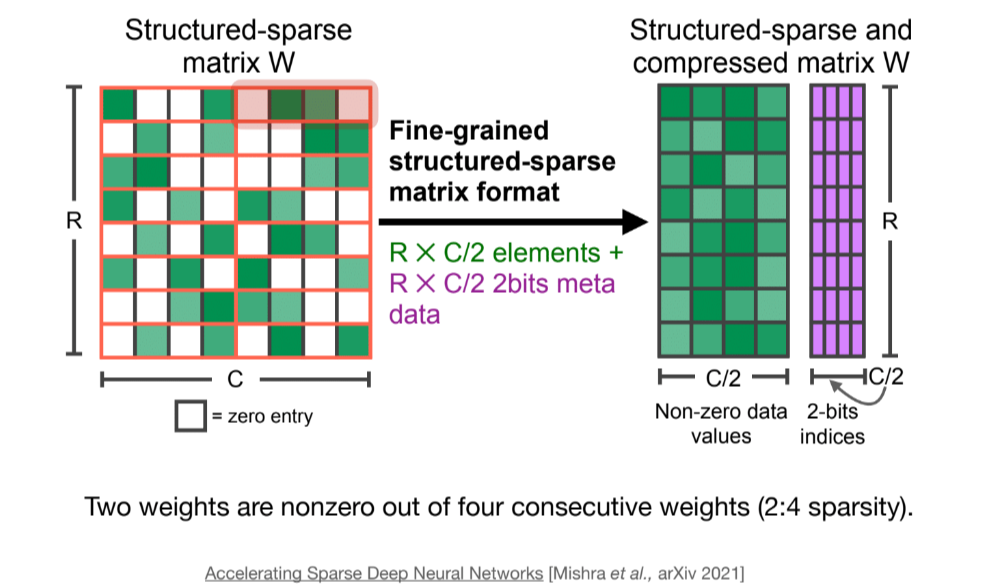 Structured-sparse
matrix W
Structured-sparse and
compressed matrix W
R
Fine-grained
structured-sparse
matrix format
R X C/2 elements +
R X C/2 2bits meta
data
R
C
C/2
C/2
= zero entry
Non-zero data
values
2-bits
indices
Two weights are nonzero out of four consecutive weights (2:4 sparsity).
Accelerating Sparse Deep Neural Networks [Mishra et al., arXiv 2021]